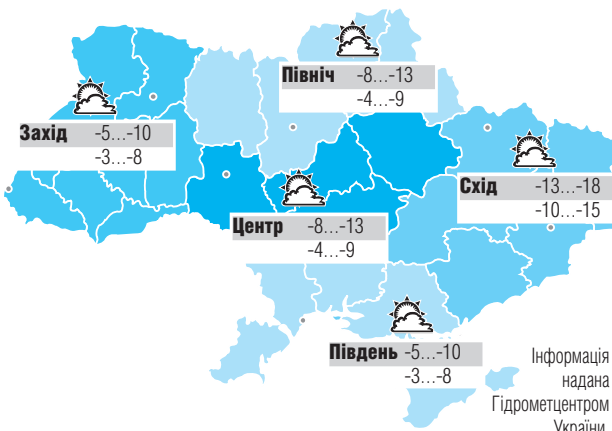 Північ -8...-13
-4...-9
Захід -5...-10
-3...-8
Схід -13...-18
-10...-15
Центр -8...-13
-4...-9
Південь -5...-10
-3...-8
Інформація
надана
Гідрометцентром
України.